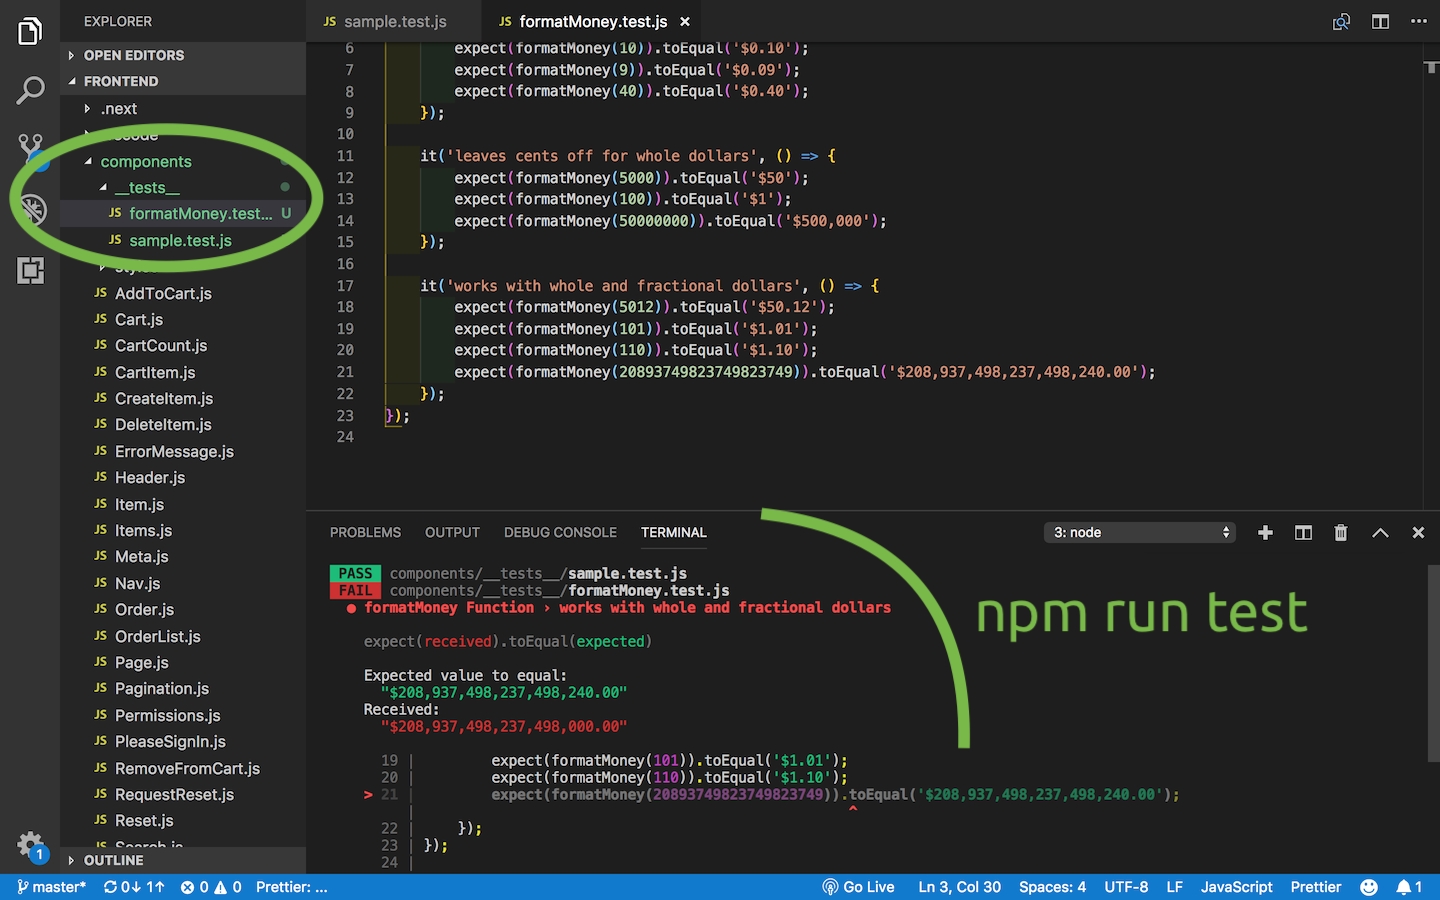 EXPLORER
OPEN EDITORS
FRONTEND
.next
components
__tests__
JS formatMoney.test... U
JS sample.test.js
JS AddToCart.js
JS Cart.js
JS CartCount.js
JS CartItem.js
JS CreateItem.js
JS DeleteItem.js
JS ErrorMessage.js
JS Header.js
JS Item.js
JS Items.js
JS Meta.js
JS Nav.js
JS Order.js
JS OrderList.js
JS Page.js
JS Pagination.js
JS Permissions.js
JS PleaseSignIn.js
JS RemoveFromCart.js
JS RequestReset.js
JS Reset.js
JS Search.js
OUTLINE
1
JS sample.test.js
JS formatMoney.test.js ×
6 expect(formatMoney(10)).toEqual('$0.10');
7 expect(formatMoney(9)).toEqual('$0.09');
8 expect(formatMoney(40)).toEqual('$0.40');
9 });
10
11 it('leaves cents off for whole dollars', () => {
12 expect(formatMoney(5000)).toEqual('$50');
13 expect(formatMoney(100)).toEqual('$1');
14 expect(formatMoney(50000000)).toEqual('$500,000');
15 });
16
17 it('works with whole and fractional dollars', () => {
18 expect(formatMoney(5012)).toEqual('$50.12');
19 expect(formatMoney(101)).toEqual('$1.01');
20 expect(formatMoney(110)).toEqual('$1.10');
21 expect(formatMoney(20893749823749823749)).toEqual('$208,937,498,237,498,240.00');
22 });
23 });
24
PROBLEMS OUTPUT DEBUG CONSOLE TERMINAL 3: node
PASS components/__tests__/sample.test.js
FAIL components/__tests__/formatMoney.test.js
● formatMoney Function › works with whole and fractional dollars
expect(received).toEqual(expected)
Expected value to equal:
"$208,937,498,237,498,240.00"
Received:
"$208,937,498,237,498,000.00"
19 | expect(formatMoney(101)).toEqual('$1.01');
20 | expect(formatMoney(110)).toEqual('$1.10');
> 21 | expect(formatMoney(20893749823749823749)).toEqual('$208,937,498,237,498,240.00');
| ^
22 | });
23 | });
24 |
npm run test
master* 0↓ 1↑ 0 0 Prettier: ... Go Live Ln 3, Col 30 Spaces: 4 UTF-8 LF JavaScript Prettier 1